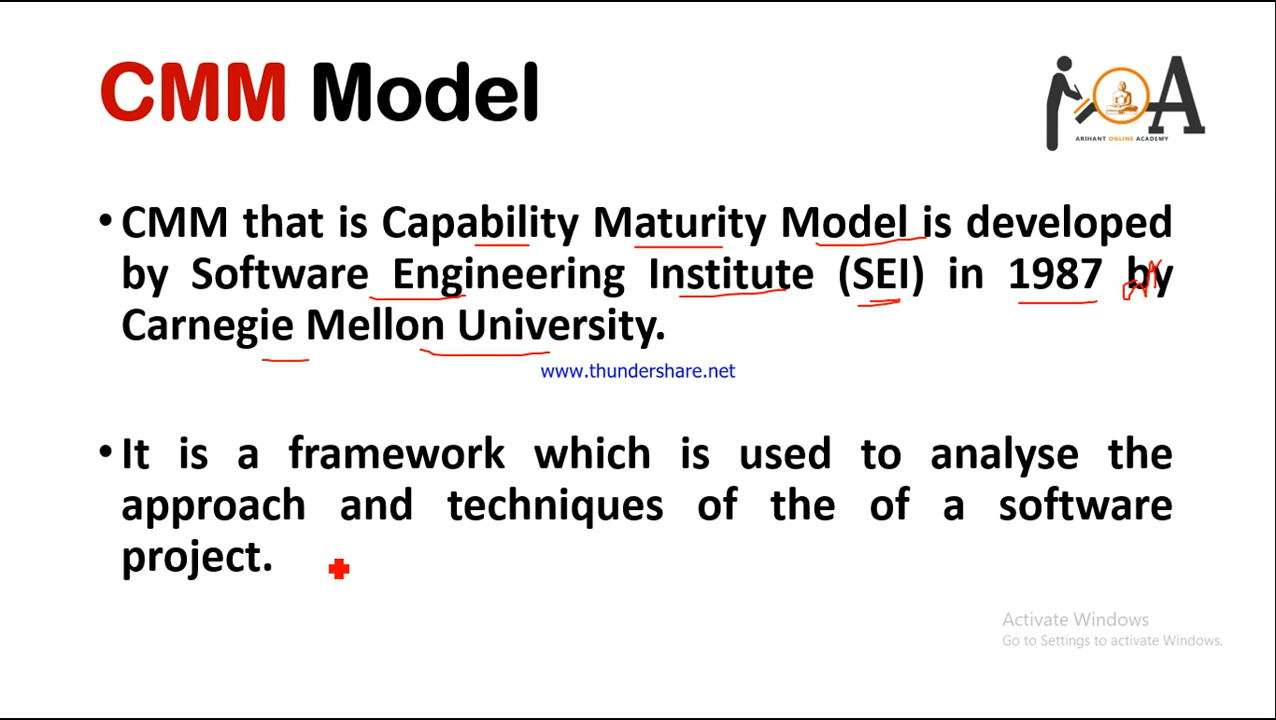 CMM Model
ARIHANT ONLINE ACADEMY
• CMM that is Capability Maturity Model is developed
by Software Engineering Institute (SEI) in 1987 by
Carnegie Mellon University.
www.thundershare.net
• It is a framework which is used to analyse the
approach and techniques of the of a software
project.
Activate Windows
Go to Settings to activate Windows.